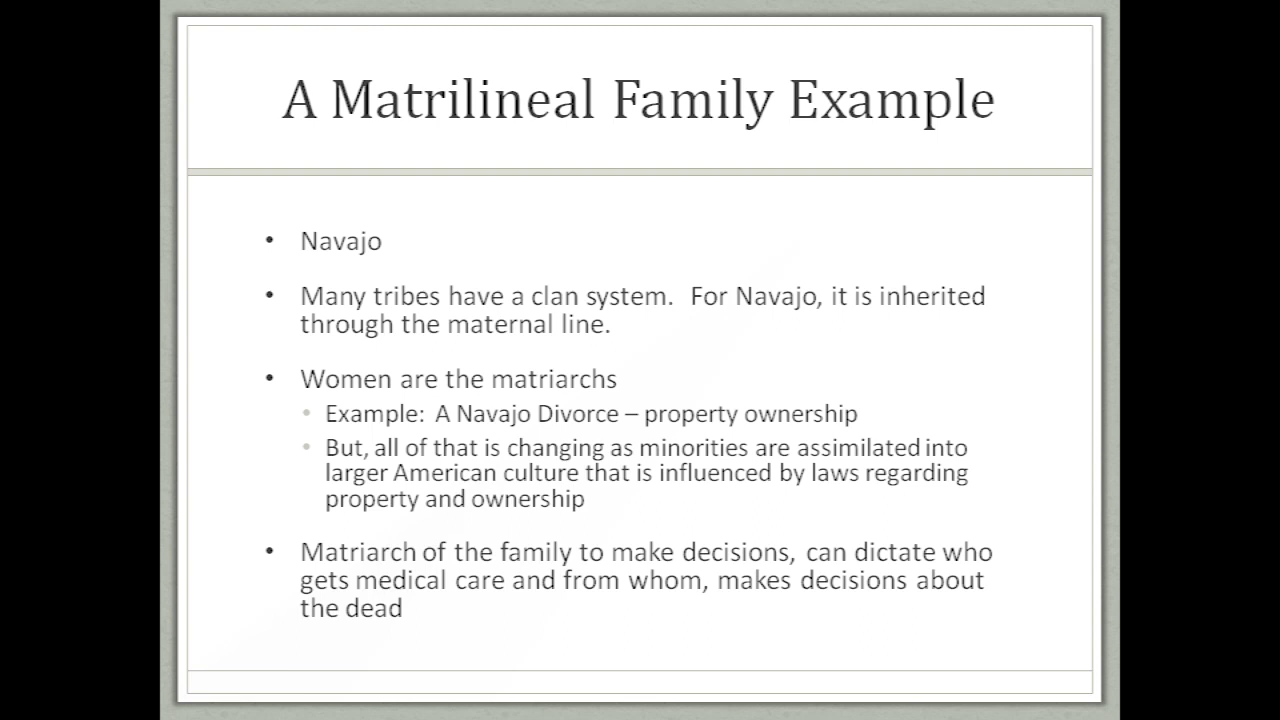 A Matrilineal Family Example
• Navajo
• Many tribes have a clan system.  For Navajo, it is inherited
through the maternal line.
• Women are the matriarchs
• Example:  A Navajo Divorce – property ownership
• But, all of that is changing as minorities are assimilated into
larger American culture that is influenced by laws regarding
property and ownership
• Matriarch of the family to make decisions, can dictate who
gets medical care and from whom, makes decisions about
the dead